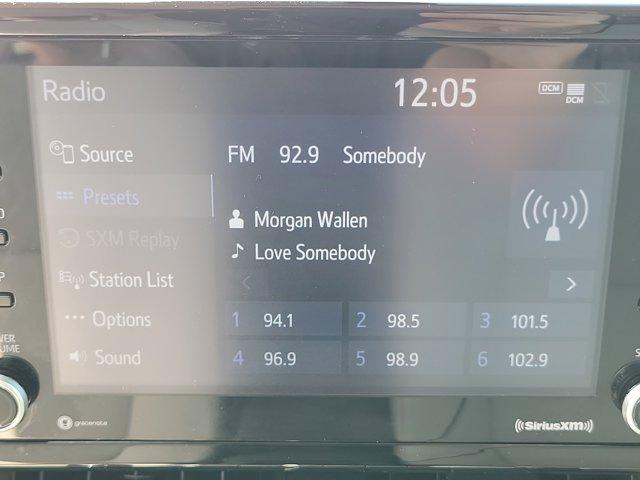 Radio 12:05 DCM DCM
Source FM 92.9 Somebody
Presets
Morgan Wallen
SXM Replay
Love Somebody
Station List
Options 1 94.1 2 98.5 3 101.5
Sound 4 96.9 5 98.9 6 102.9
gracenote
SiriusXM